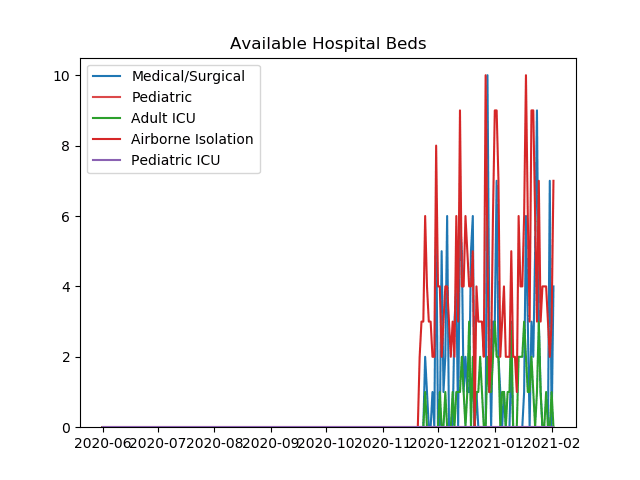 Available Hospital Beds
Medical/Surgical
Pediatric
Adult ICU
Airborne Isolation
Pediatric ICU
10
8
6
4
2
0
2020-06 2020-07 2020-08 2020-09 2020-10 2020-11 2020-12 2021-01 2021-02